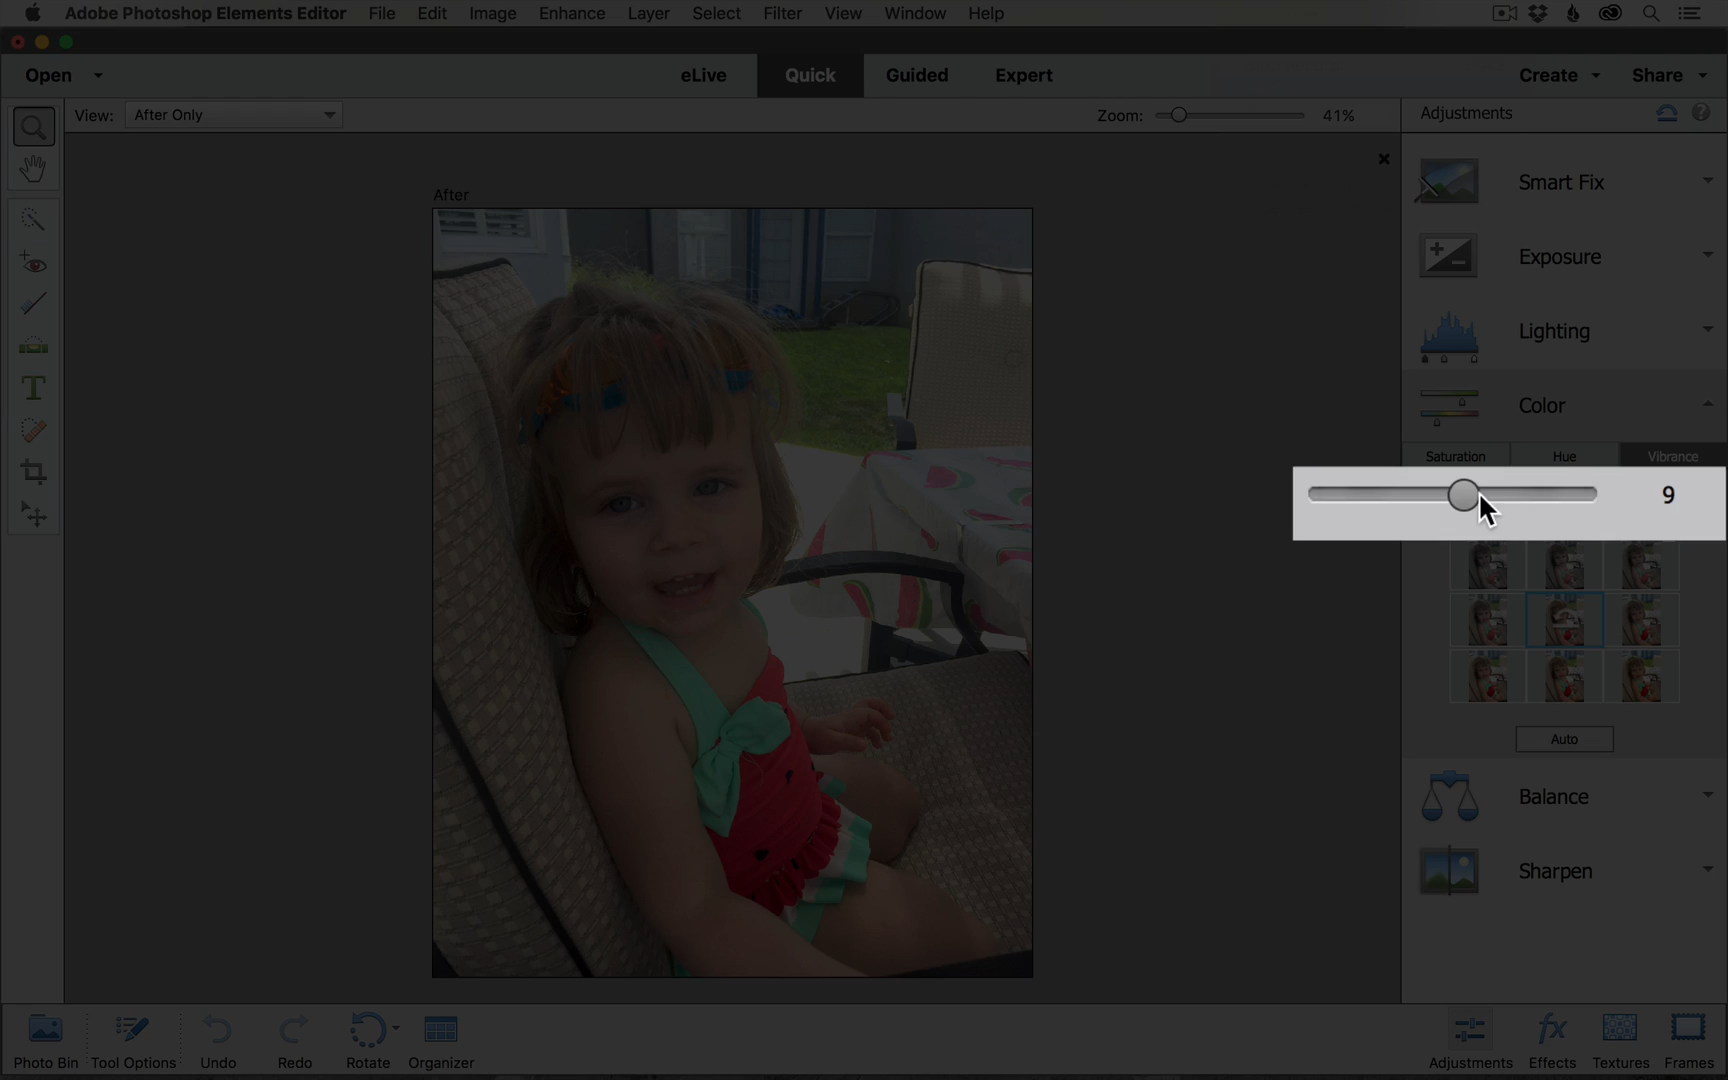 Adobe Photoshop Elements Editor File Edit Image Enhance Layer Select Filter View Window Help
Open eLive Quick Guided Expert Create Share
View: After Only Zoom: 41% Adjustments ?
After
Smart Fix
Exposure
Lighting
Color
Saturation Hue Vibrance
9
T
Auto
Balance
Sharpen
fx
Photo Bin Tool Options Undo Redo Rotate Organizer Adjustments Effects Textures Frames